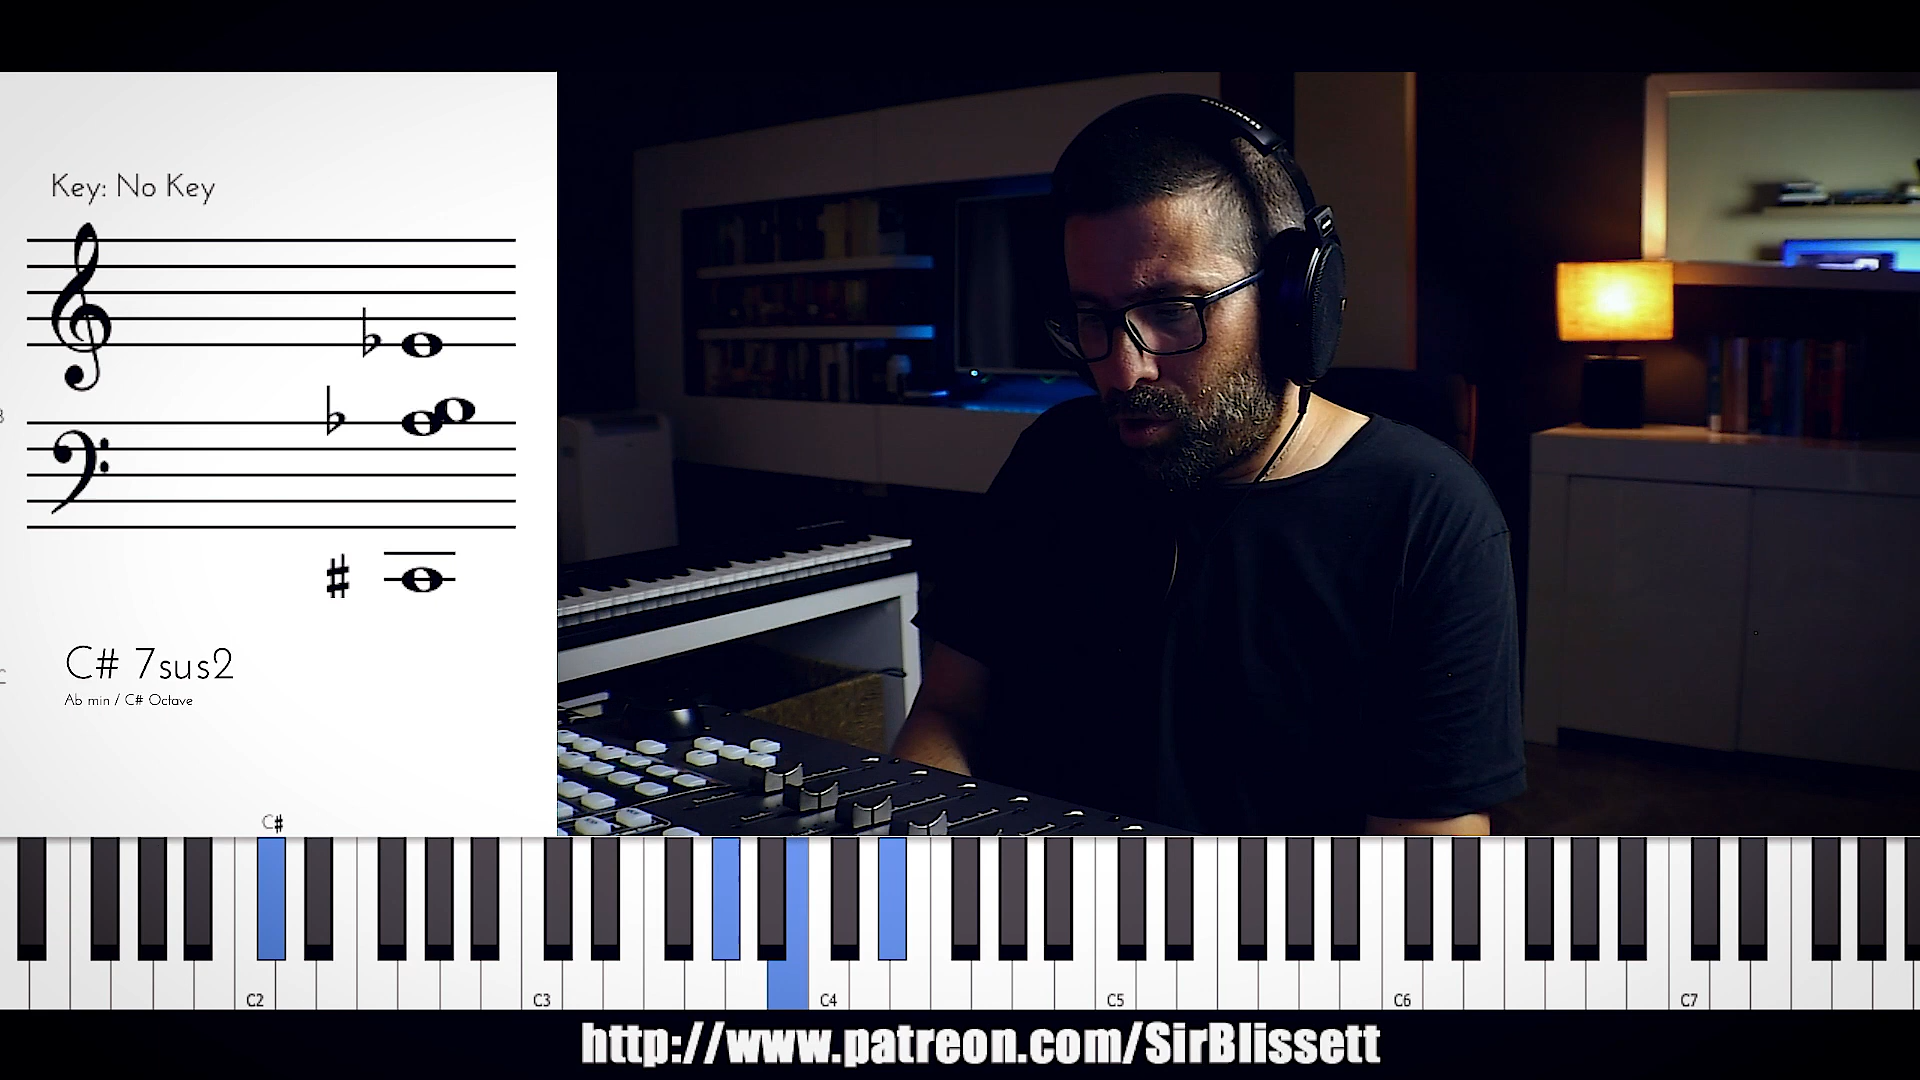 Key: No Key
C# 7sus2
Ab min / C# Octave
C#
C2
C3
C4
C5
C6
C7
http://www.patreon.com/SirBlissett